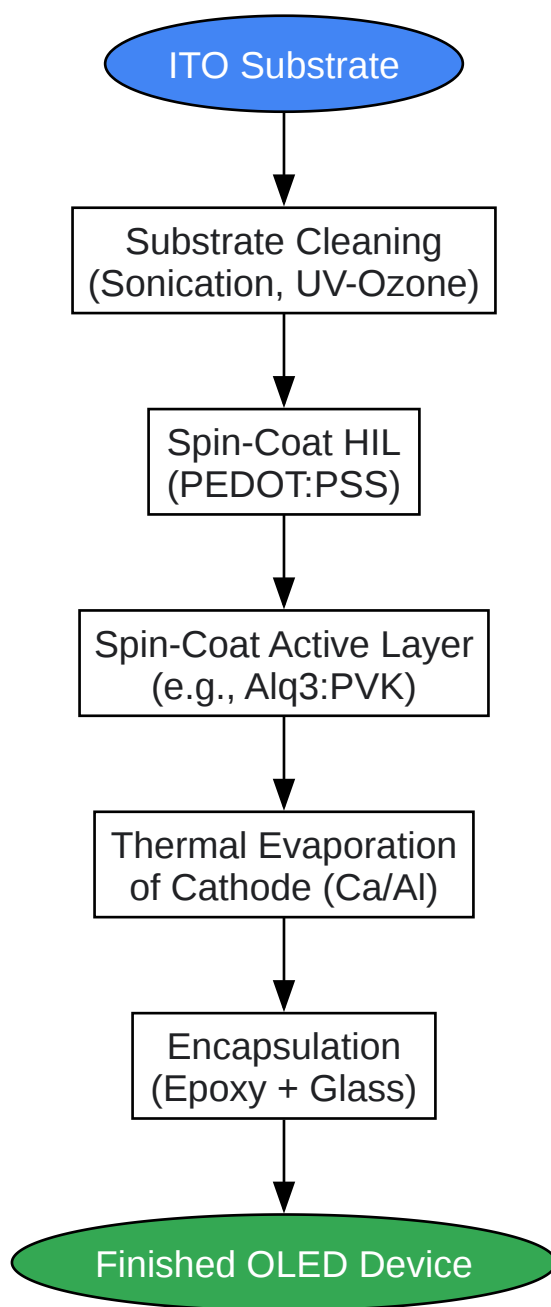 ITO Substrate
Substrate Cleaning
(Sonication, UV-Ozone)
Spin-Coat HIL
(PEDOT:PSS)
Spin-Coat Active Layer
(e.g., Alq3:PVK)
Thermal Evaporation
of Cathode (Ca/Al)
Encapsulation
(Epoxy + Glass)
Finished OLED Device